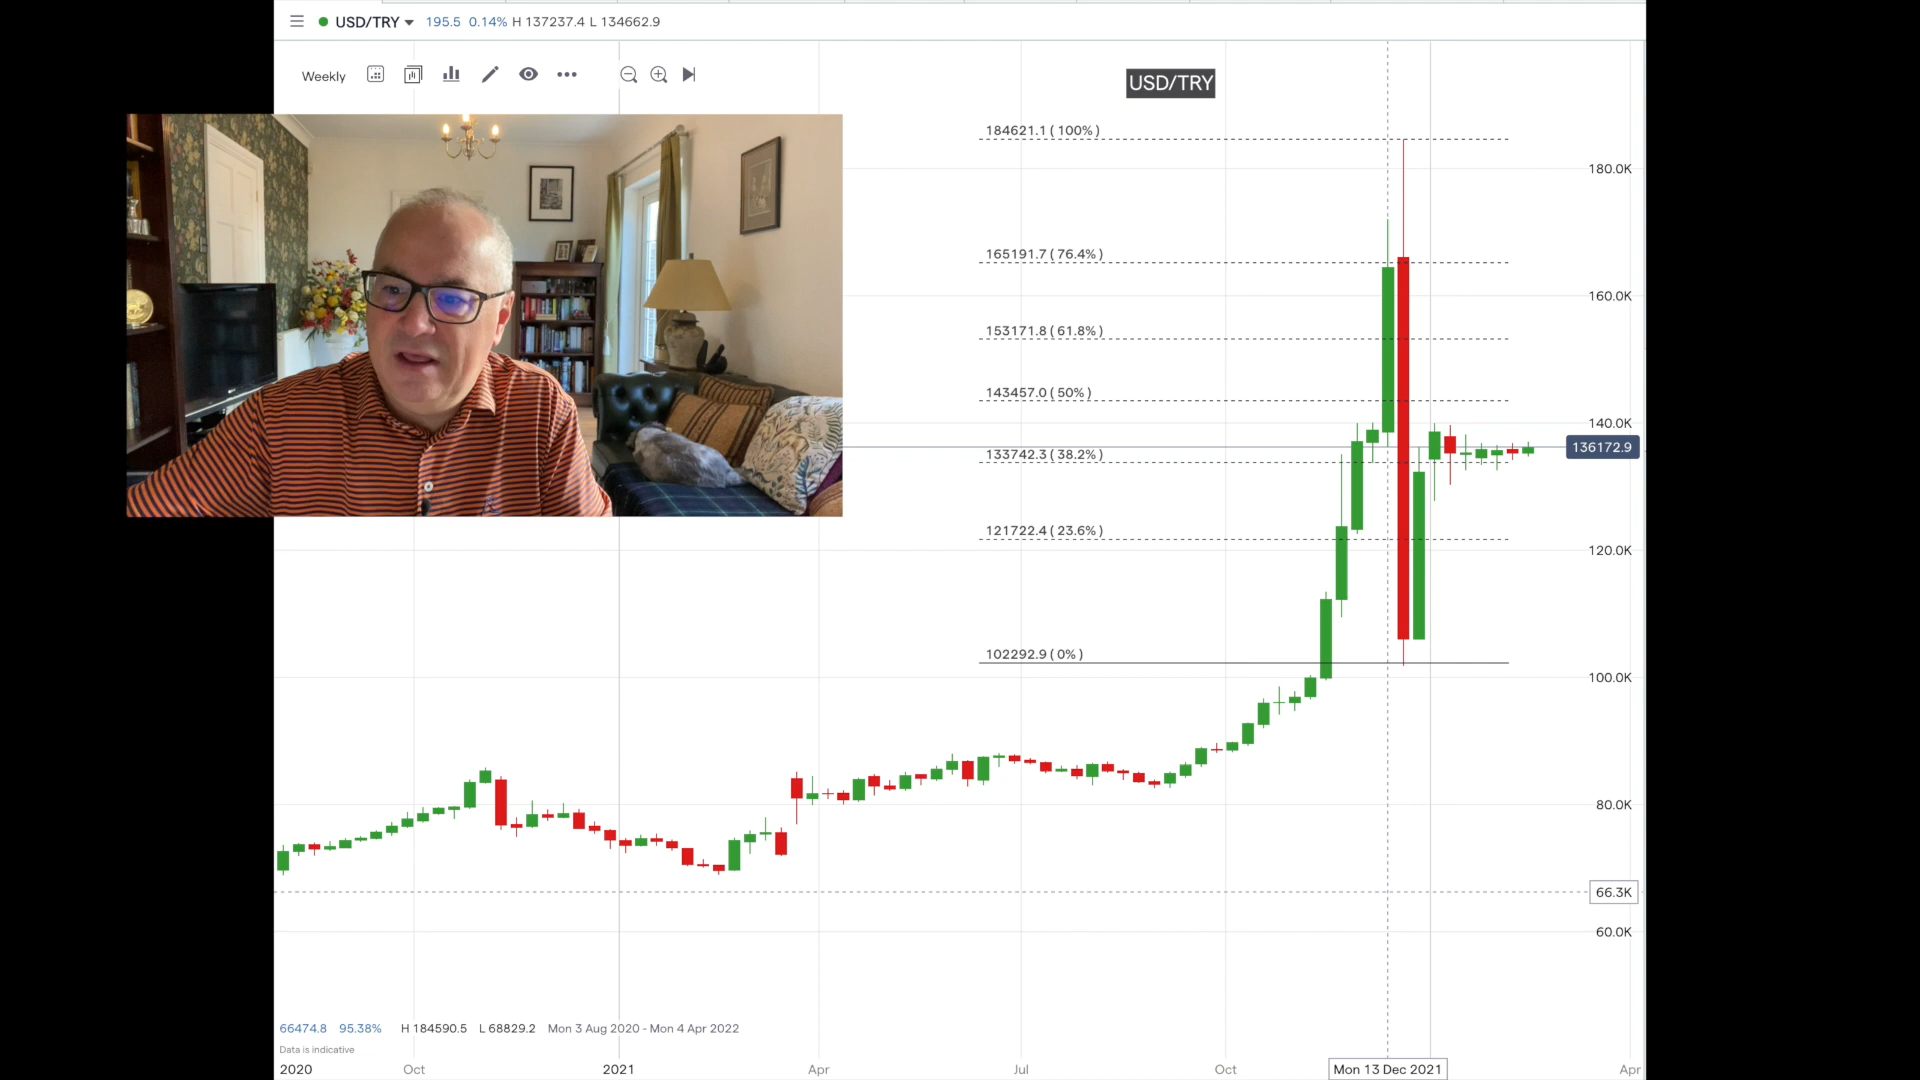 USD/TRY 195.5 0.14% H 137237.4 L 134662.9
Weekly
USD/TRY
184621.1 ( 100% )
180.0K
165191.7 ( 76.4% )
160.0K
153171.8 ( 61.8% )
143457.0 ( 50% )
140.0K
136172.9
133742.3 ( 38.2% )
121722.4 ( 23.6% )
120.0K
102292.9 ( 0% )
100.0K
80.0K
66.3K
60.0K
66474.8 95.38% H 184590.5 L 68829.2 Mon 3 Aug 2020 - Mon 4 Apr 2022
Data is indicative
2020 Oct 2021 Apr Jul Oct Mon 13 Dec 2021 Apr